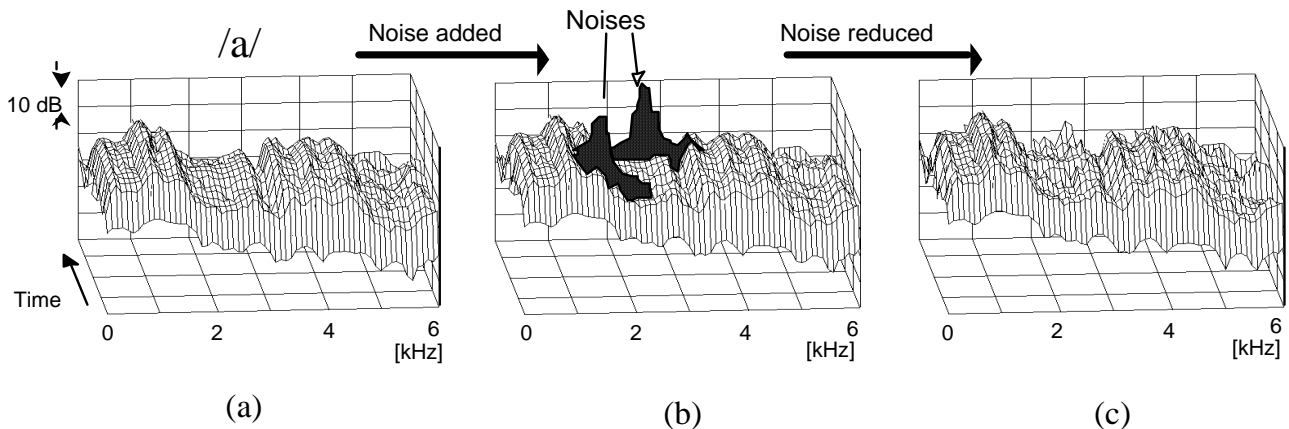 /a/
Noise added
Noises
Noise reduced
10 dB
Time
0 2 4 6
[kHz]
0 2 4 6
[kHz]
0 2 4 6
[kHz]
(a)
(b)
(c)